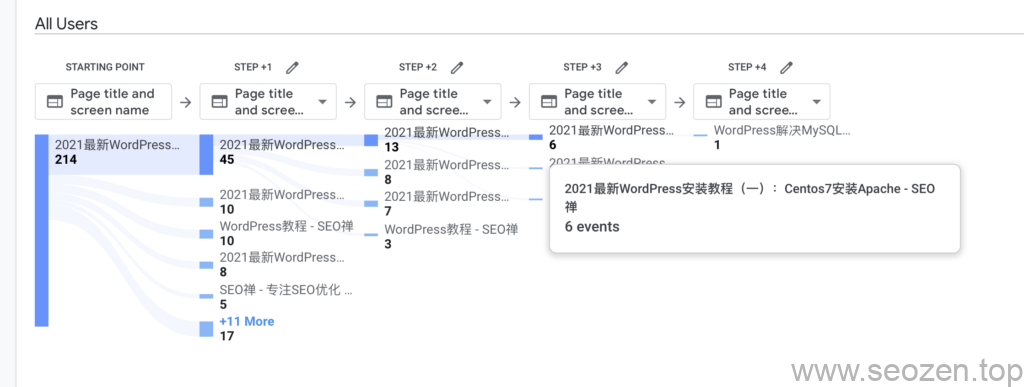 All Users
STARTING POINT
STEP +1
STEP +2
STEP +3
STEP +4
Page title and
screen name
Page title
and scree...
Page title
and scree...
Page title
and scree...
Page title
and scree...
2021最新WordPress...
214
2021最新WordPress...
45
2021最新WordPress...
10
WordPress教程 - SEO禅
10
2021最新WordPress...
8
SEO禅 - 专注SEO优化 ...
5
+11 More
17
2021最新WordPress...
13
2021最新WordPress...
8
2021最新WordPress...
7
WordPress教程 - SEO禅
3
2021最新WordPress...
6
2021最新WordPress
WordPress解决MySQL...
1
2021最新WordPress安装教程（一）：Centos7安装Apache - SEO
禅
6 events
www.seozen.top